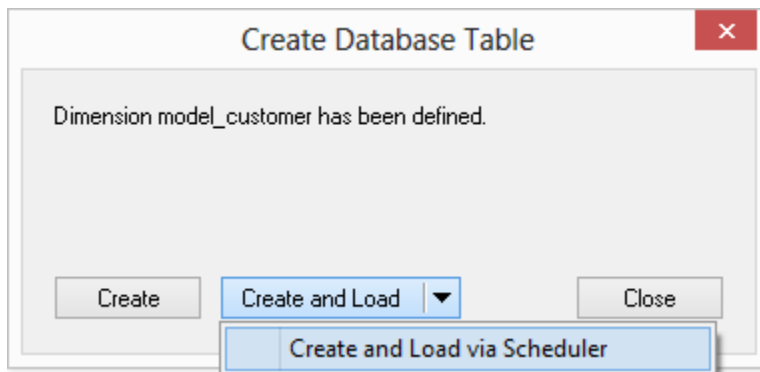 Create Database Table
Dimension model_customer has been defined.
Create
Create and Load
Close
Create and Load via Scheduler